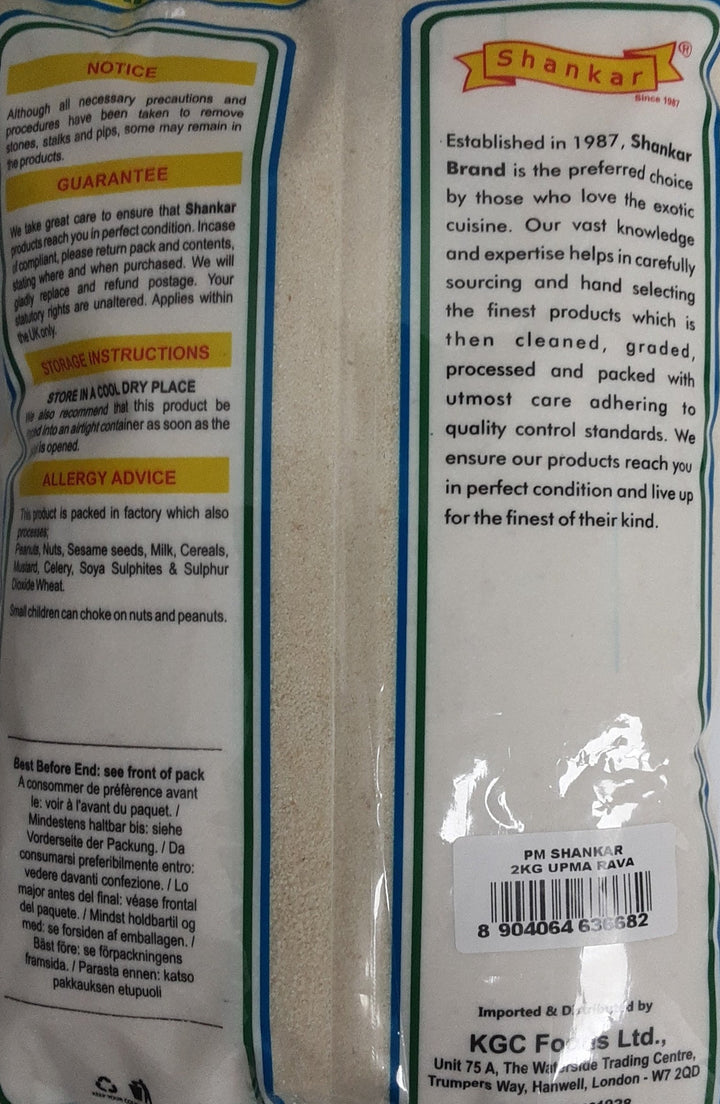 NOTICE
Although all necessary precautions and
procedures have been taken to remove
stones, stalks and pips, some may remain in
the products.
GUARANTEE
We take great care to ensure that Shankar
products reach you in perfect condition. Incase
of compliant, please return pack and contents,
stating where and when purchased. We will
gladly replace and refund postage. Your
statutory rights are unaltered. Applies within
the UK only.
STORAGE INSTRUCTIONS
STORE IN A COOL DRY PLACE
We also recommend that this product be
into an airtight container as soon as the
is opened.
ALLERGY ADVICE
This product is packed in factory which also
processes;
Peanuts, Nuts, Sesame seeds, Milk, Cereals,
Mustard, Celery, Soya Sulphites & Sulphur
Dioxide Wheat.
Small children can choke on nuts and peanuts.
Best Before End: see front of pack
A consommer de préfèrence avant
le: voir à l'avant du paquet. /
Mindestens haltbar bis: siehe
Vorderseite der Packung. / Da
consumarsi preferibilmente entro:
vedere davanti confezione. / Lo
major antes del final: véase frontal
del paquete. / Mindst holdbartil og
med: se forsiden af emballagen. /
Bäst före: se förpackningens
framsida. / Parasta ennen: katso
pakkauksen etupuoli
Shankar ®
Since 1987
Established in 1987, Shankar
Brand is the preferred choice
by those who love the exotic
cuisine. Our vast knowledge
and expertise helps in carefully
sourcing and hand selecting
the finest products which is
then cleaned, graded,
processed and packed with
utmost care adhering to
quality control standards. We
ensure our products reach you
in perfect condition and live up
for the finest of their kind.
PM SHANKAR
2KG UPMA RAVA
8 904064 636682
Imported & Distributed by
KGC Foods Ltd.,
Unit 75 A, The Waterside Trading Centre,
Trumpers Way, Hanwell, London - W7 2QD